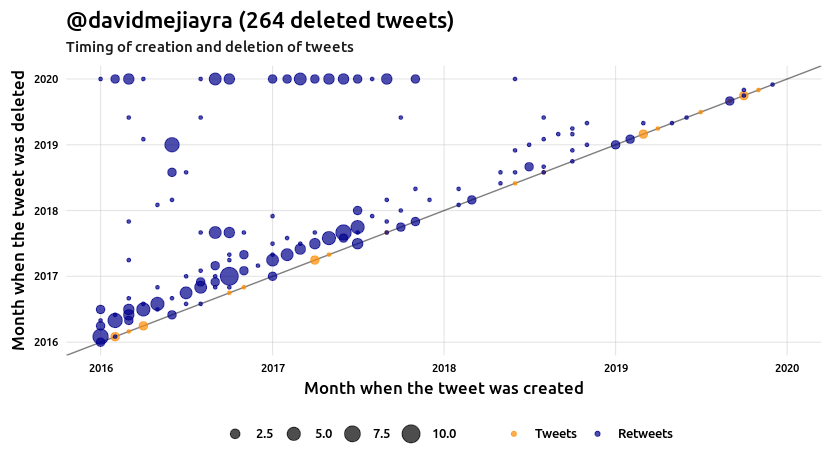 @davidmejiayra (264 deleted tweets)
Timing of creation and deletion of tweets
Month when the tweet was deleted
2020
2019
2018
2017
2016
2016 2017 2018 2019 2020
Month when the tweet was created
2.5 5.0 7.5 10.0 Tweets Retweets